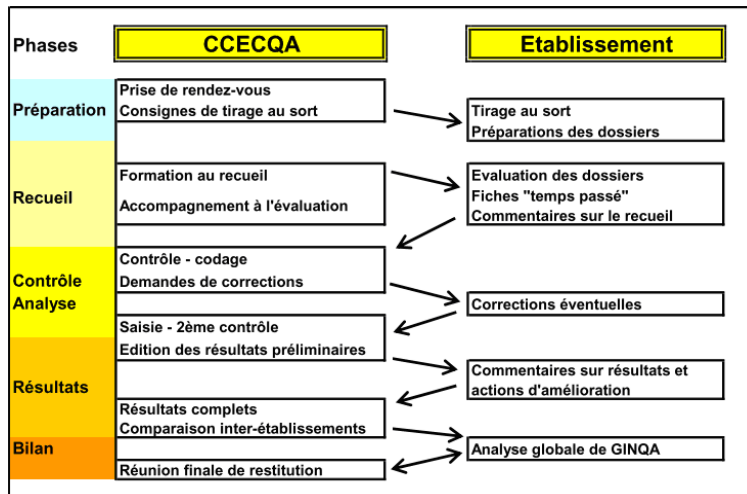 Phases
CCECQA
Etablissement
Préparation
Prise de rendez-vous
Consignes de tirage au sort
Tirage au sort
Préparations des dossiers
Recueil
Formation au recueil
Accompagnement à l'évaluation
Evaluation des dossiers
Fiches "temps passé"
Commentaires sur le recueil
Contrôle
Analyse
Contrôle - codage
Demandes de corrections
Corrections éventuelles
Saisie - 2ème contrôle
Edition des résultats préliminaires
Résultats
Commentaires sur résultats et
actions d'amélioration
Résultats complets
Comparaison inter-établissements
Bilan
Analyse globale de GINQA
Réunion finale de restitution